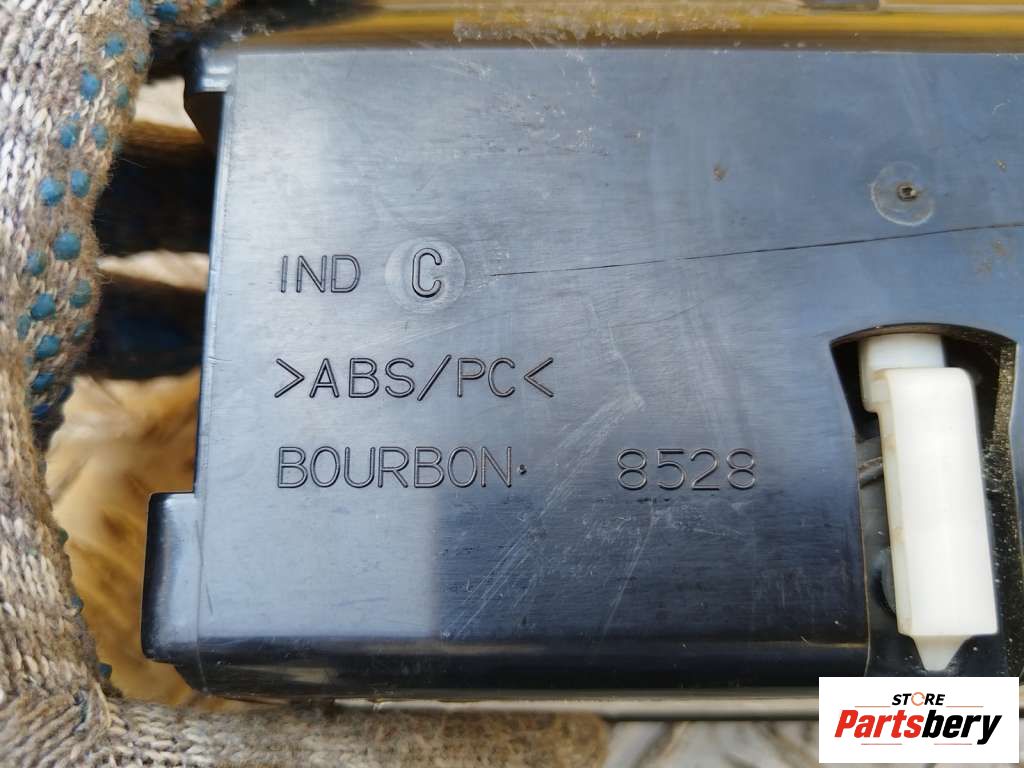 IND C
>ABS/PC<
BOURBON 8528
STORE
Partsbery